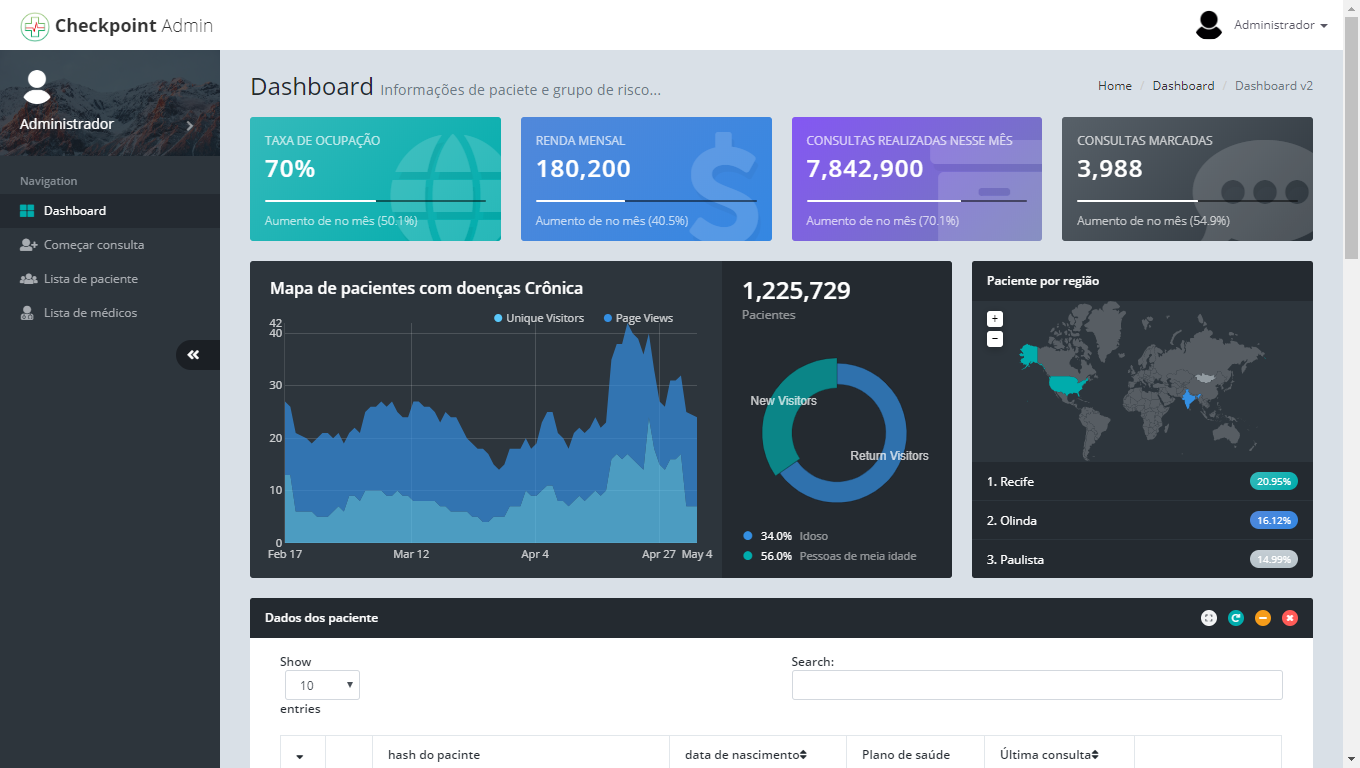 Checkpoint Admin
Administrador
Administrador
Navigation
Dashboard
Começar consulta
Lista de paciente
Lista de médicos
Dashboard Informações de paciete e grupo de risco...
Home / Dashboard / Dashboard v2
TAXA DE OCUPAÇÃO
70%
Aumento de no mês (50.1%)
RENDA MENSAL
180,200
Aumento de no mês (40.5%)
CONSULTAS REALIZADAS NESSE MÊS
7,842,900
Aumento de no mês (70.1%)
CONSULTAS MARCADAS
3,988
Aumento de no mês (54.9%)
Mapa de pacientes com doenças Crônica
Unique Visitors Page Views
42
40
30
20
10
0
Feb 17 Mar 12 Apr 4 Apr 27 May 4
1,225,729
Pacientes
New Visitors
Return Visitors
34.0% Idoso
56.0% Pessoas de meia idade
Paciente por região
+
−
1. Recife 20.95%
2. Olinda 16.12%
3. Paulista 14.99%
Dados dos paciente
Show
10
entries
Search:
hash do pacinte data de nascimento Plano de saúde Última consulta